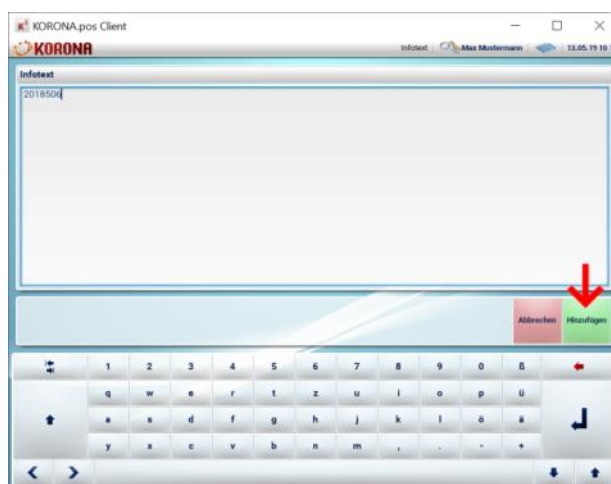 KORONA.pos Client
KORONA Infotext Max Mustermann 13.05.19 10
Infotext
2018506
Abbrechen Hinzufügen
1 2 3 4 5 6 7 8 9 0 ß
q w e r t z u i o p ü
a s d f g h j k l ö ä
y x c v b n m , . - +